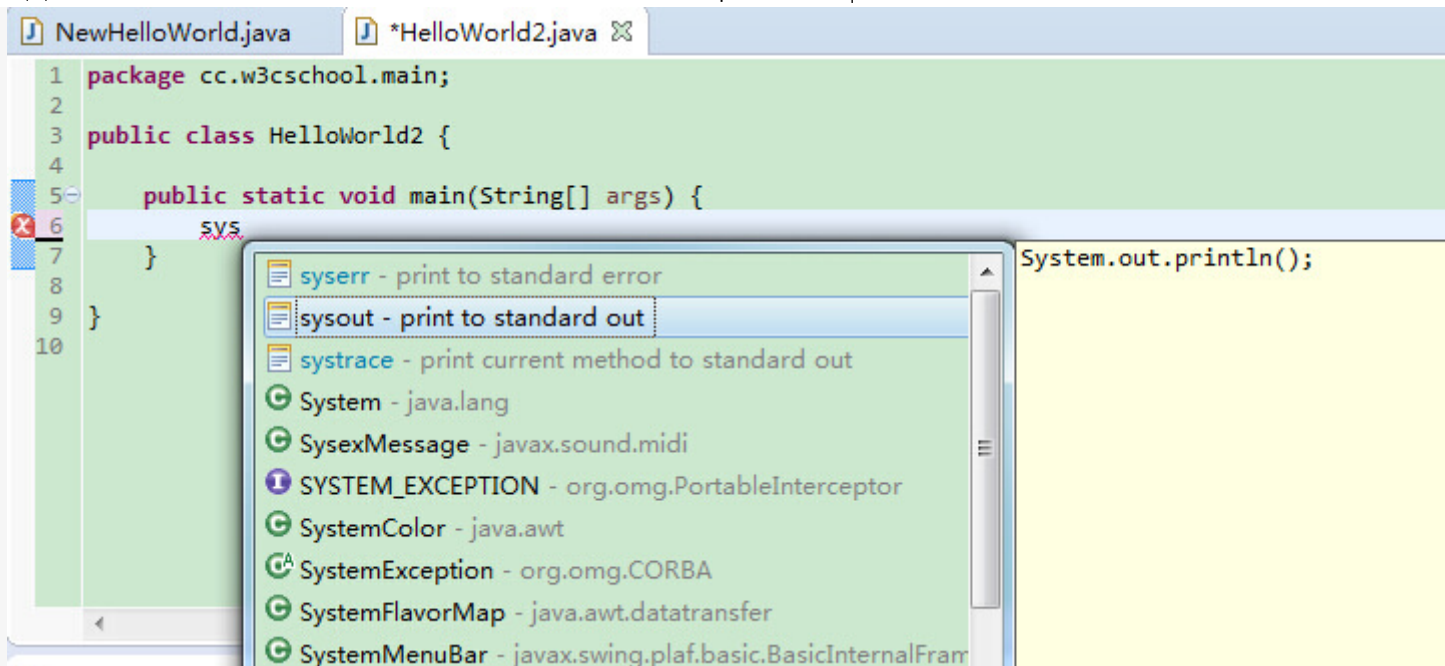 NewHelloWorld.java *HelloWorld2.java
1 package cc.w3cschool.main;
2
3 public class HelloWorld2 {
4
5 public static void main(String[] args) {
6 sys
7 }
8
9 }
10
syserr - print to standard error
sysout - print to standard out
systrace - print current method to standard out
System - java.lang
SysexMessage - javax.sound.midi
SYSTEM_EXCEPTION - org.omg.PortableInterceptor
SystemColor - java.awt
SystemException - org.omg.CORBA
SystemFlavorMap - java.awt.datatransfer
SystemMenuBar - javax.swing.plaf.basic.BasicInternalFram
System.out.println();